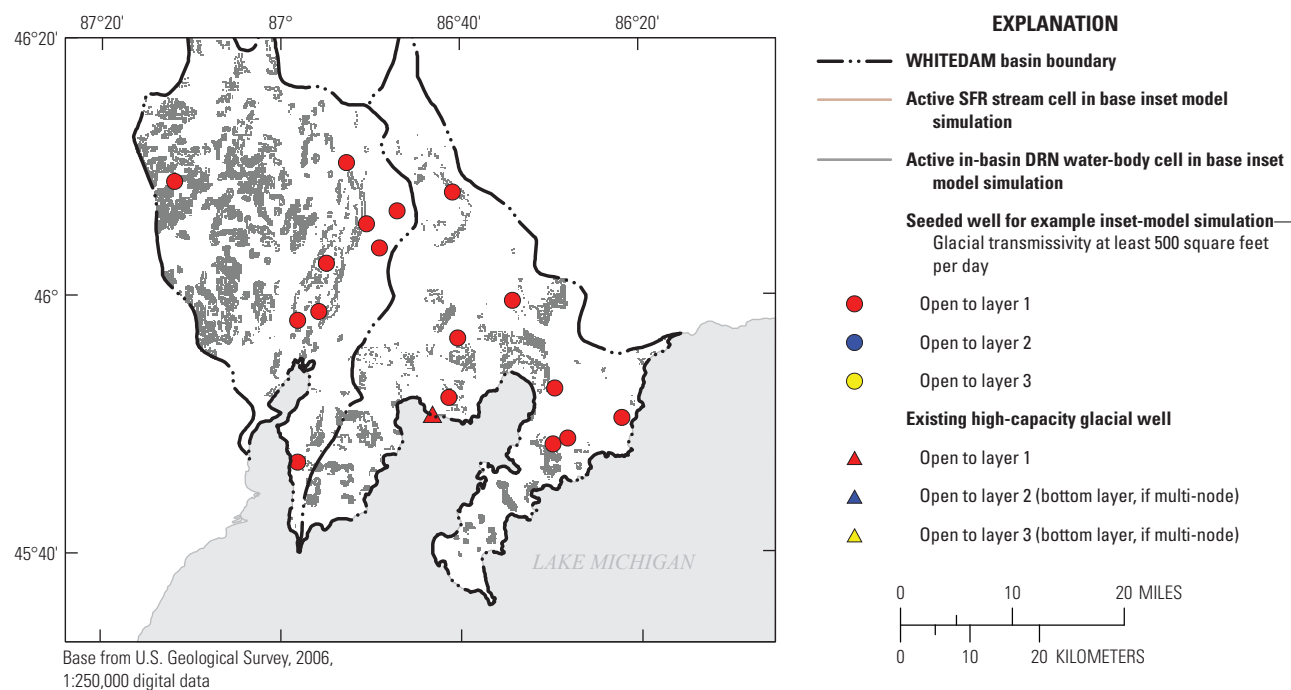 87°20'
87°
86°40'
86°20'
46°20'
46°
45°40'
LAKE MICHIGAN
Base from U.S. Geological Survey, 2006,
1:250,000 digital data
EXPLANATION
WHITEDAM basin boundary
Active SFR stream cell in base inset model
simulation
Active in-basin DRN water-body cell in base inset
model simulation
Seeded well for example inset-model simulation—
Glacial transmissivity at least 500 square feet
per day
Open to layer 1
Open to layer 2
Open to layer 3
Existing high-capacity glacial well
Open to layer 1
Open to layer 2 (bottom layer, if multi-node)
Open to layer 3 (bottom layer, if multi-node)
0 10 20 MILES
0 10 20 KILOMETERS